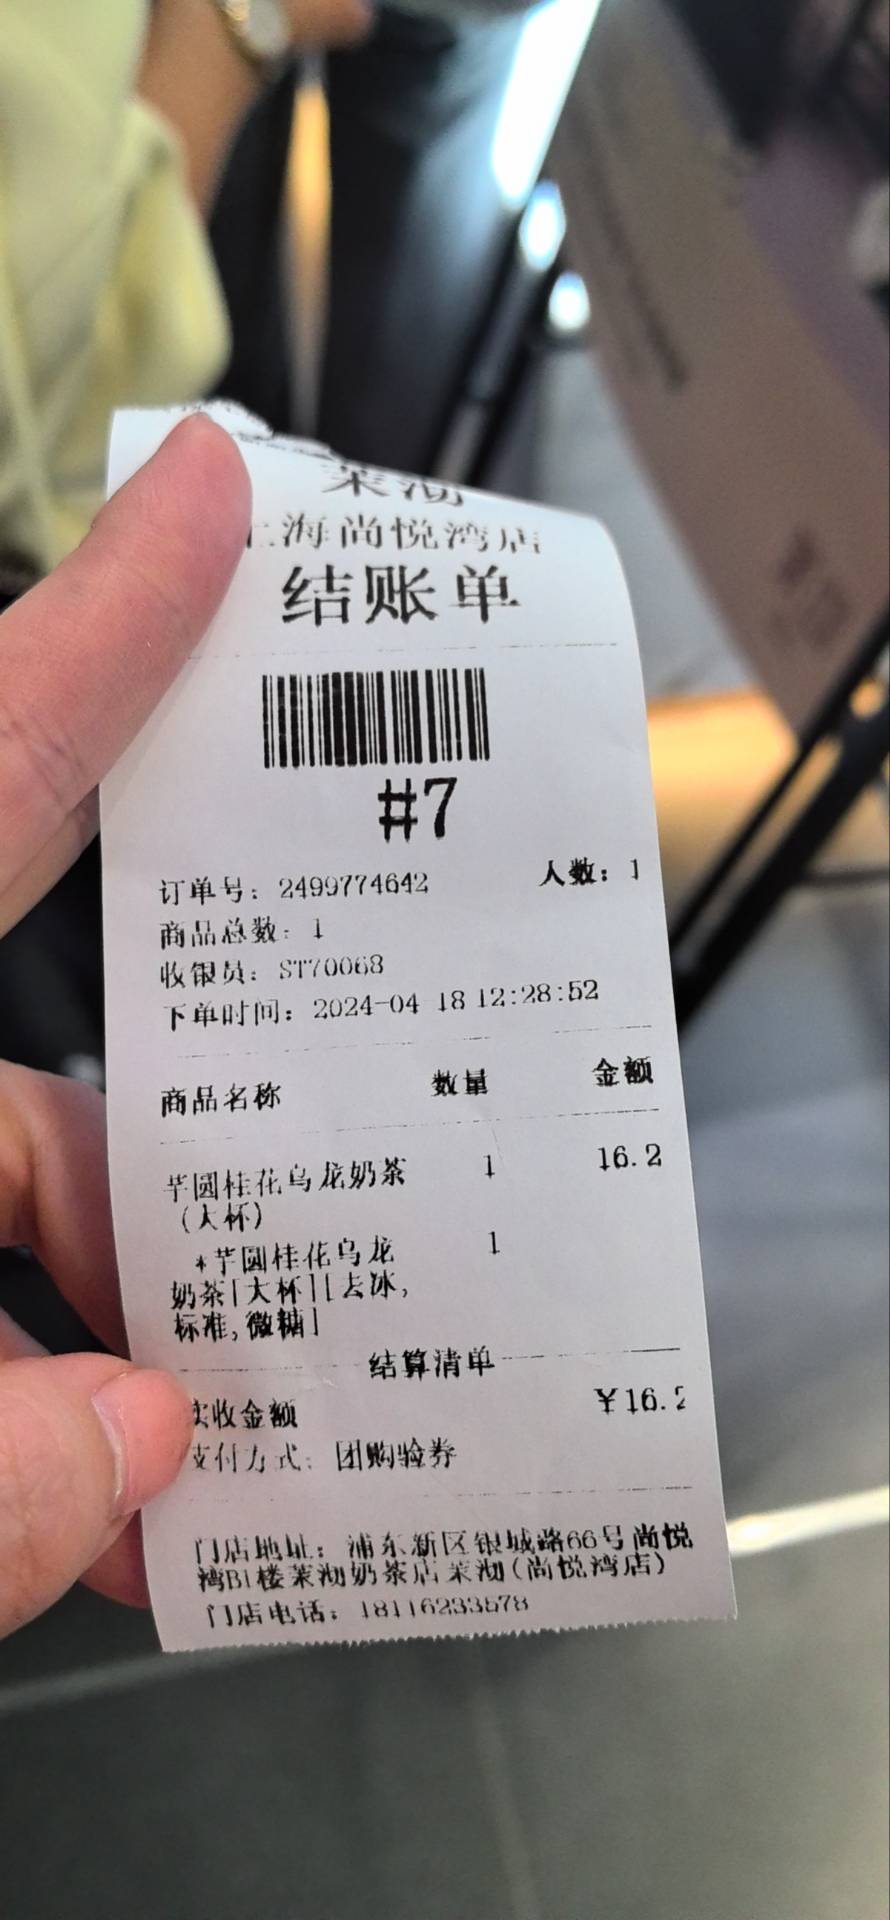 茉沏
上海尚悦湾店
结账单
#7
订单号：2499774642 人数：1
商品总数：1
收银员：ST70068
下单时间：2024-04 18 12:28:52
商品名称 数量 金额
芋圆桂花乌龙奶茶 1 16.2
(大杯)
*芋圆桂花乌龙 1
奶茶[大杯][去冰,
标准,微糖]
结算清单
实收金额 ￥16.2
支付方式：团购验券
门店地址：浦东新区银城路66号尚悦
湾B1楼茉沏奶茶店茉沏(尚悦湾店)
门店电话：18116233578